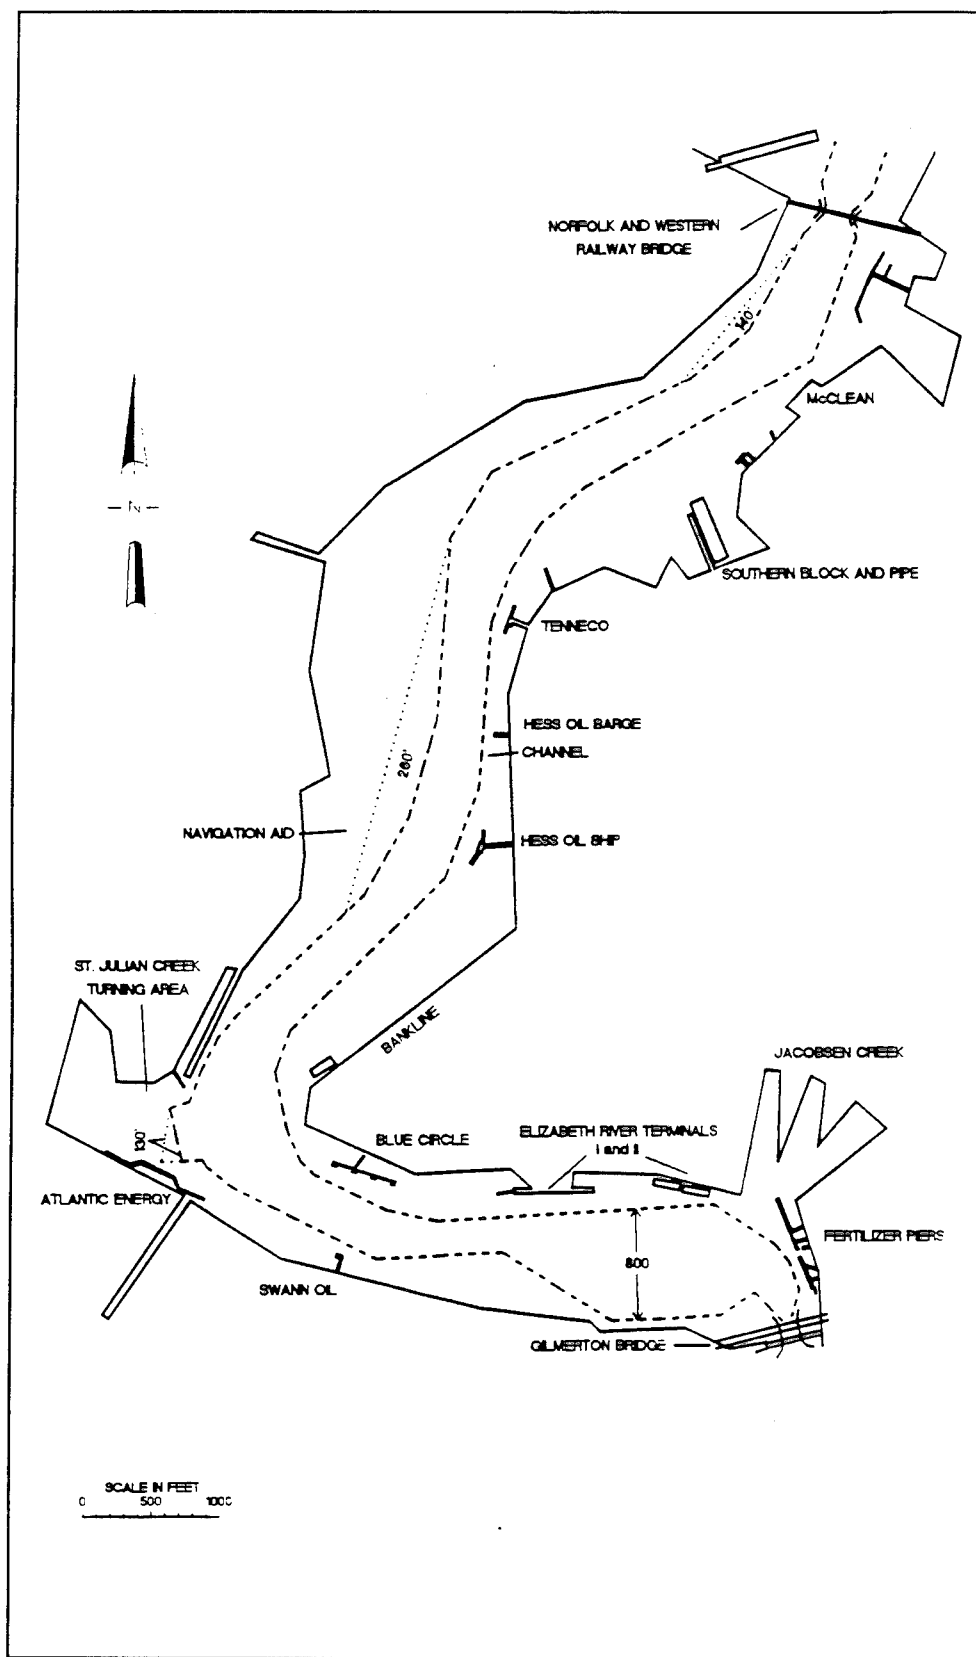 NORFOLK AND WESTERN
RAILWAY BRIDGE
140'
McCLEAN
N
SOUTHERN BLOCK AND PIPE
TENNECO
HESS OIL BARGE
CHANNEL
260'
NAVIGATION AID
HESS OIL SHIP
ST. JULIAN CREEK
TURNING AREA
BANKLINE
JACOBSEN CREEK
130'
BLUE CIRCLE
ELIZABETH RIVER TERMINALS
I and II
ATLANTIC ENERGY
FERTILIZER PIERS
800
SWANN OIL
GILMERTON BRIDGE
SCALE IN FEET
0 500 1000